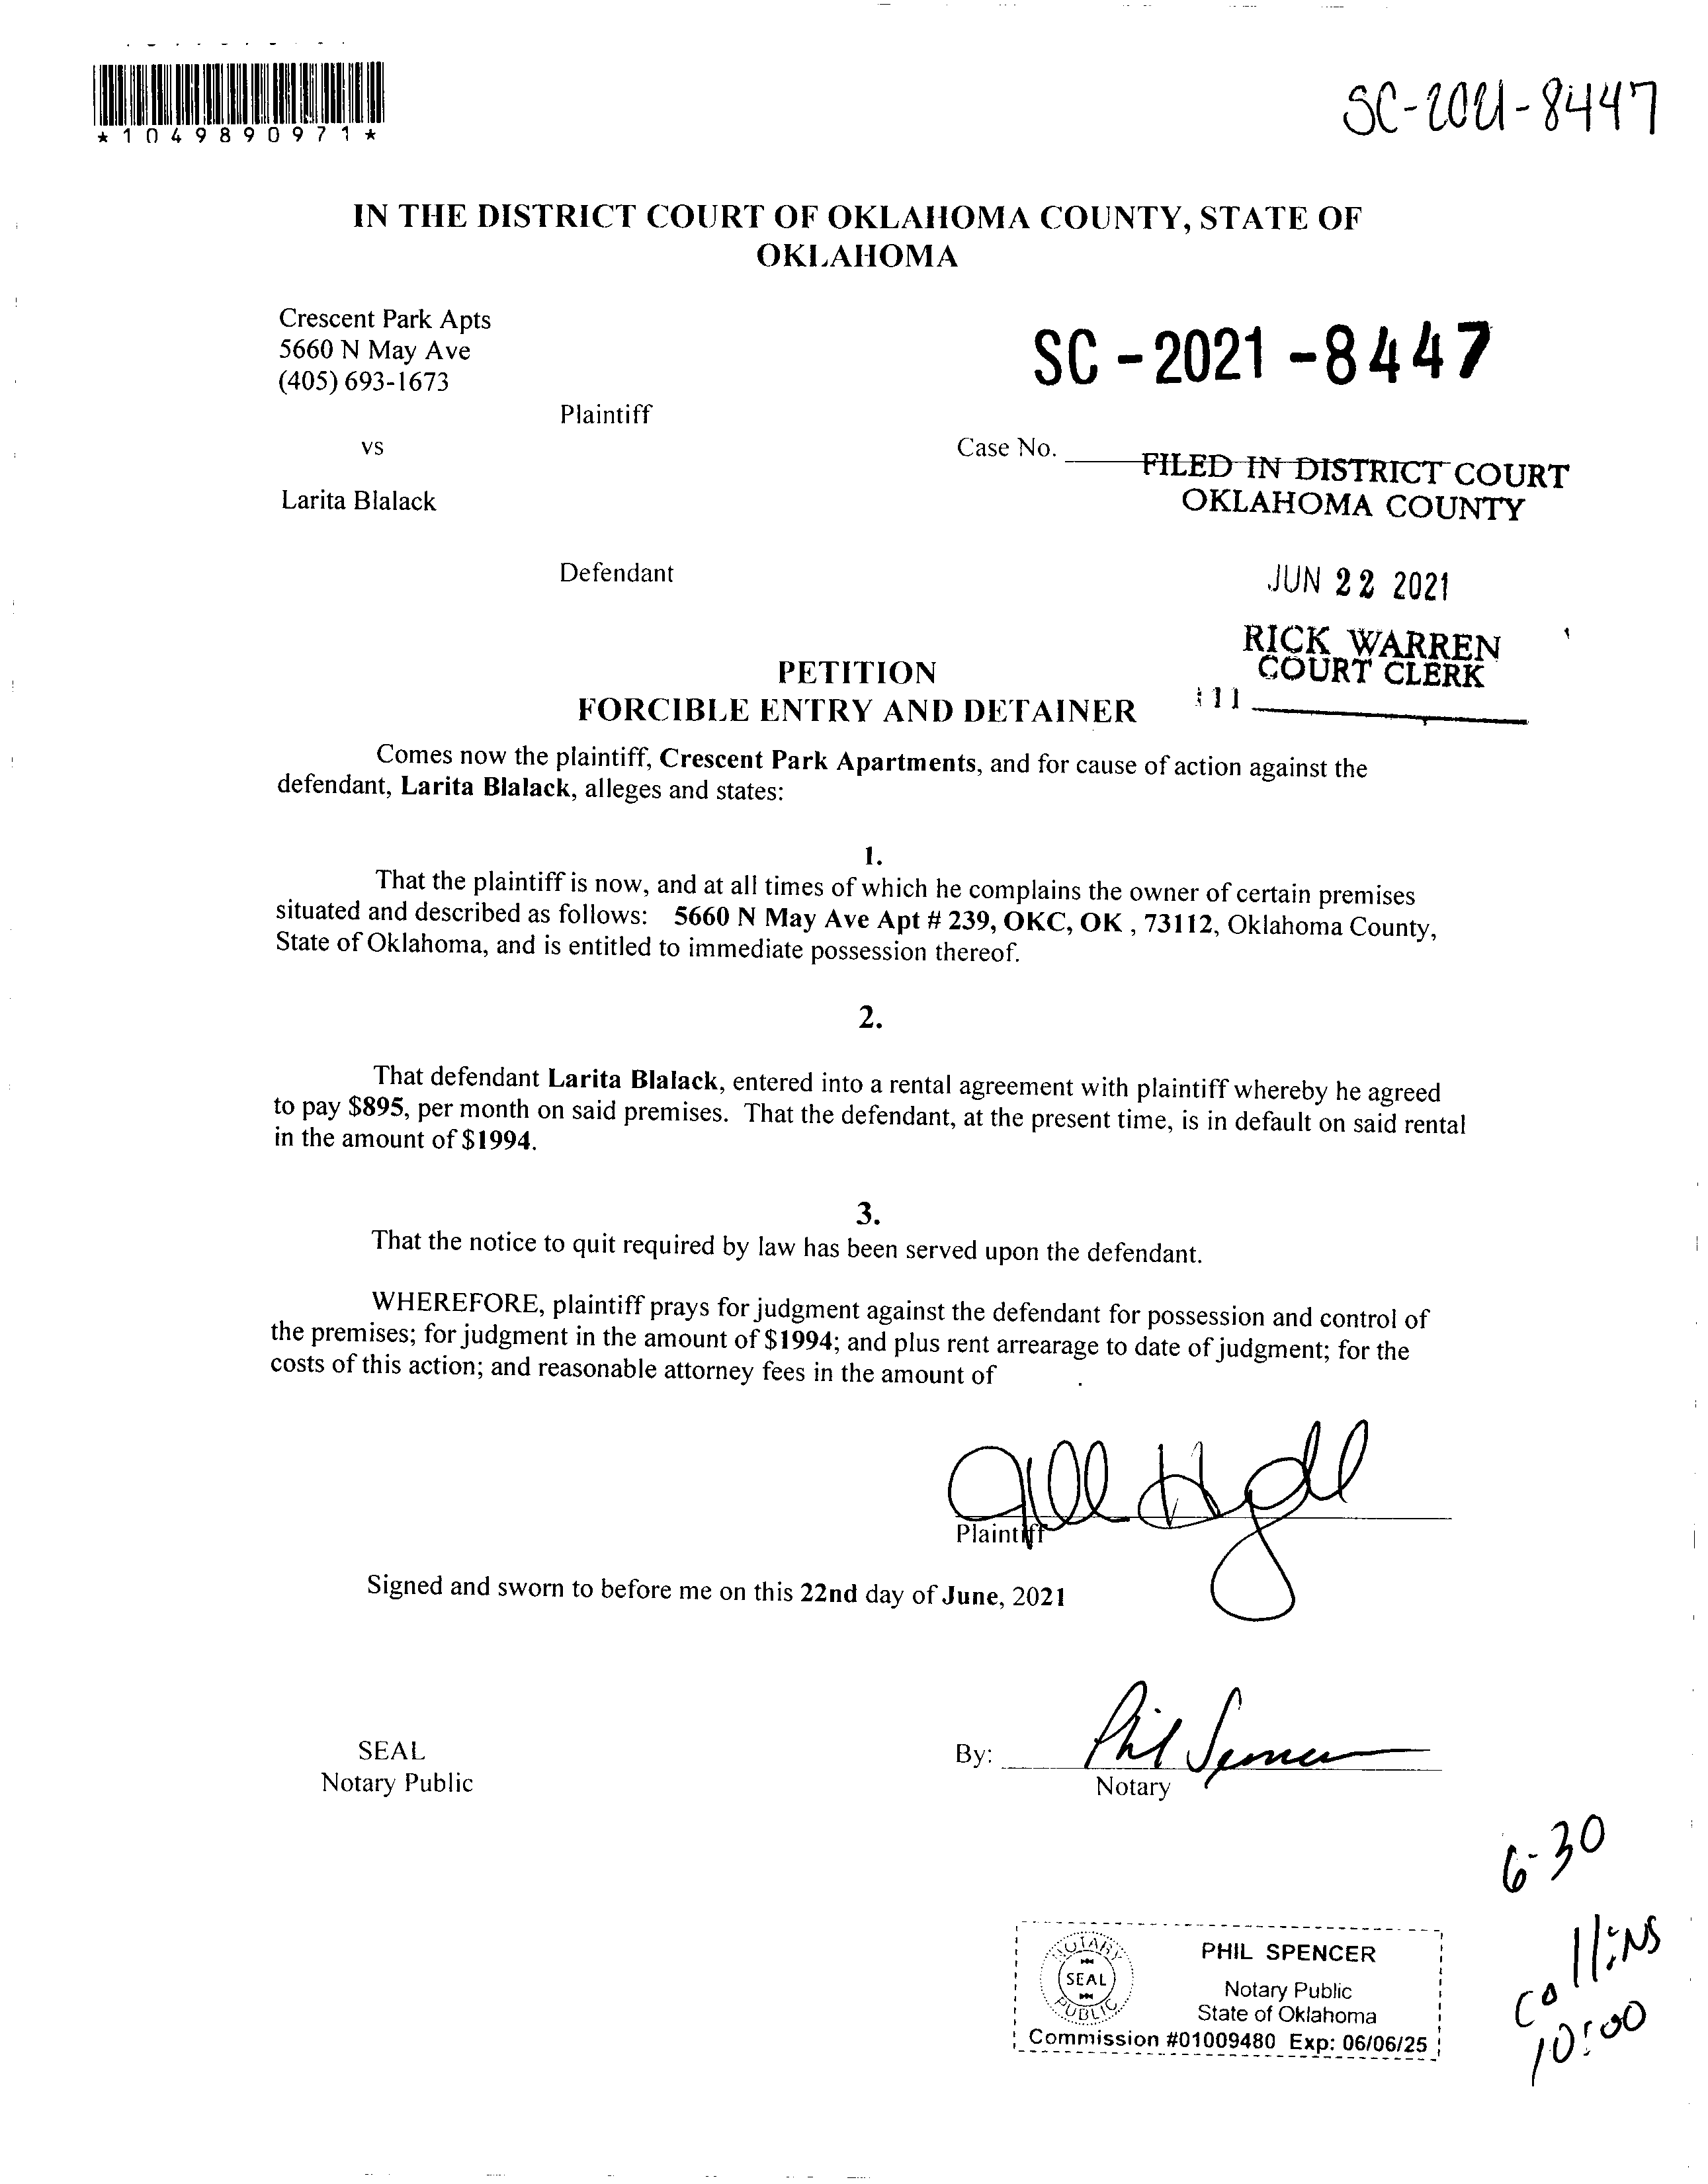 *1049890971*
SC-2021-8447
IN THE DISTRICT COURT OF OKLAHOMA COUNTY, STATE OF
OKLAHOMA
Crescent Park Apts
5660 N May Ave
(405) 693-1673
SC-2021-8447
Plaintiff
vs
Case No.
FILED IN DISTRICT COURT
OKLAHOMA COUNTY
Larita Blalack
Defendant
JUN 22 2021
RICK WARREN
COURT CLERK
PETITION
FORCIBLE ENTRY AND DETAINER
111
Comes now the plaintiff, Crescent Park Apartments, and for cause of action against the
defendant, Larita Blalack, alleges and states:
1.
That the plaintiff is now, and at all times of which he complains the owner of certain premises
situated and described as follows: 5660 N May Ave Apt # 239, OKC, OK , 73112, Oklahoma County,
State of Oklahoma, and is entitled to immediate possession thereof.
2.
That defendant Larita Blalack, entered into a rental agreement with plaintiff whereby he agreed
to pay $895, per month on said premises. That the defendant, at the present time, is in default on said rental
in the amount of $1994.
3.
That the notice to quit required by law has been served upon the defendant.
WHEREFORE, plaintiff prays for judgment against the defendant for possession and control of
the premises; for judgment in the amount of $1994; and plus rent arrearage to date of judgment; for the
costs of this action; and reasonable attorney fees in the amount of .
Plaintiff
Signed and sworn to before me on this 22nd day of June, 2021
SEAL
Notary Public
By: Phil Spencer
Notary
6-30
Collins
10:00
NOTARY
SEAL
PUBLIC
PHIL SPENCER
Notary Public
State of Oklahoma
Commission #01009480 Exp: 06/06/25